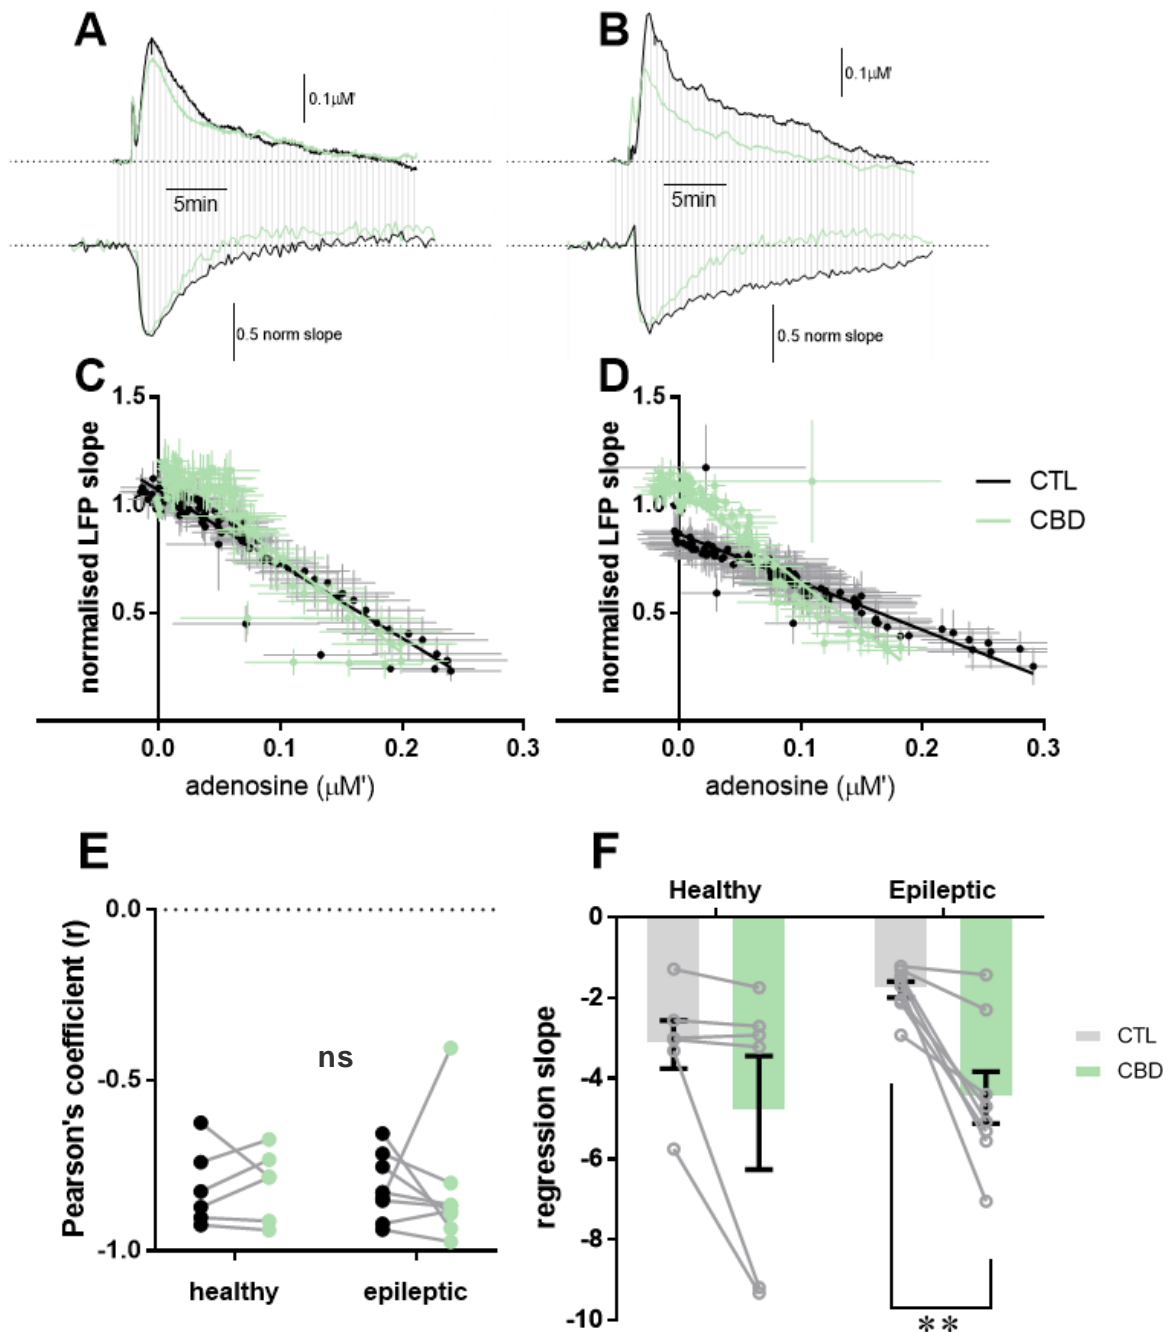 A
B
0.1μM'
0.1μM'
5min
5min
0.5 norm slope
0.5 norm slope
C
D
1.5
1.0
0.5
normalised LFP slope
0.0
0.1
0.2
0.3
adenosine (μM')
1.5
1.0
0.5
normalised LFP slope
0.0
0.1
0.2
0.3
adenosine (μM')
CTL
CBD
E
F
0.0
-0.5
-1.0
Pearson's coefficient (r)
ns
healthy
epileptic
Healthy
Epileptic
0
-2
-4
-6
-8
-10
regression slope
**
CTL
CBD